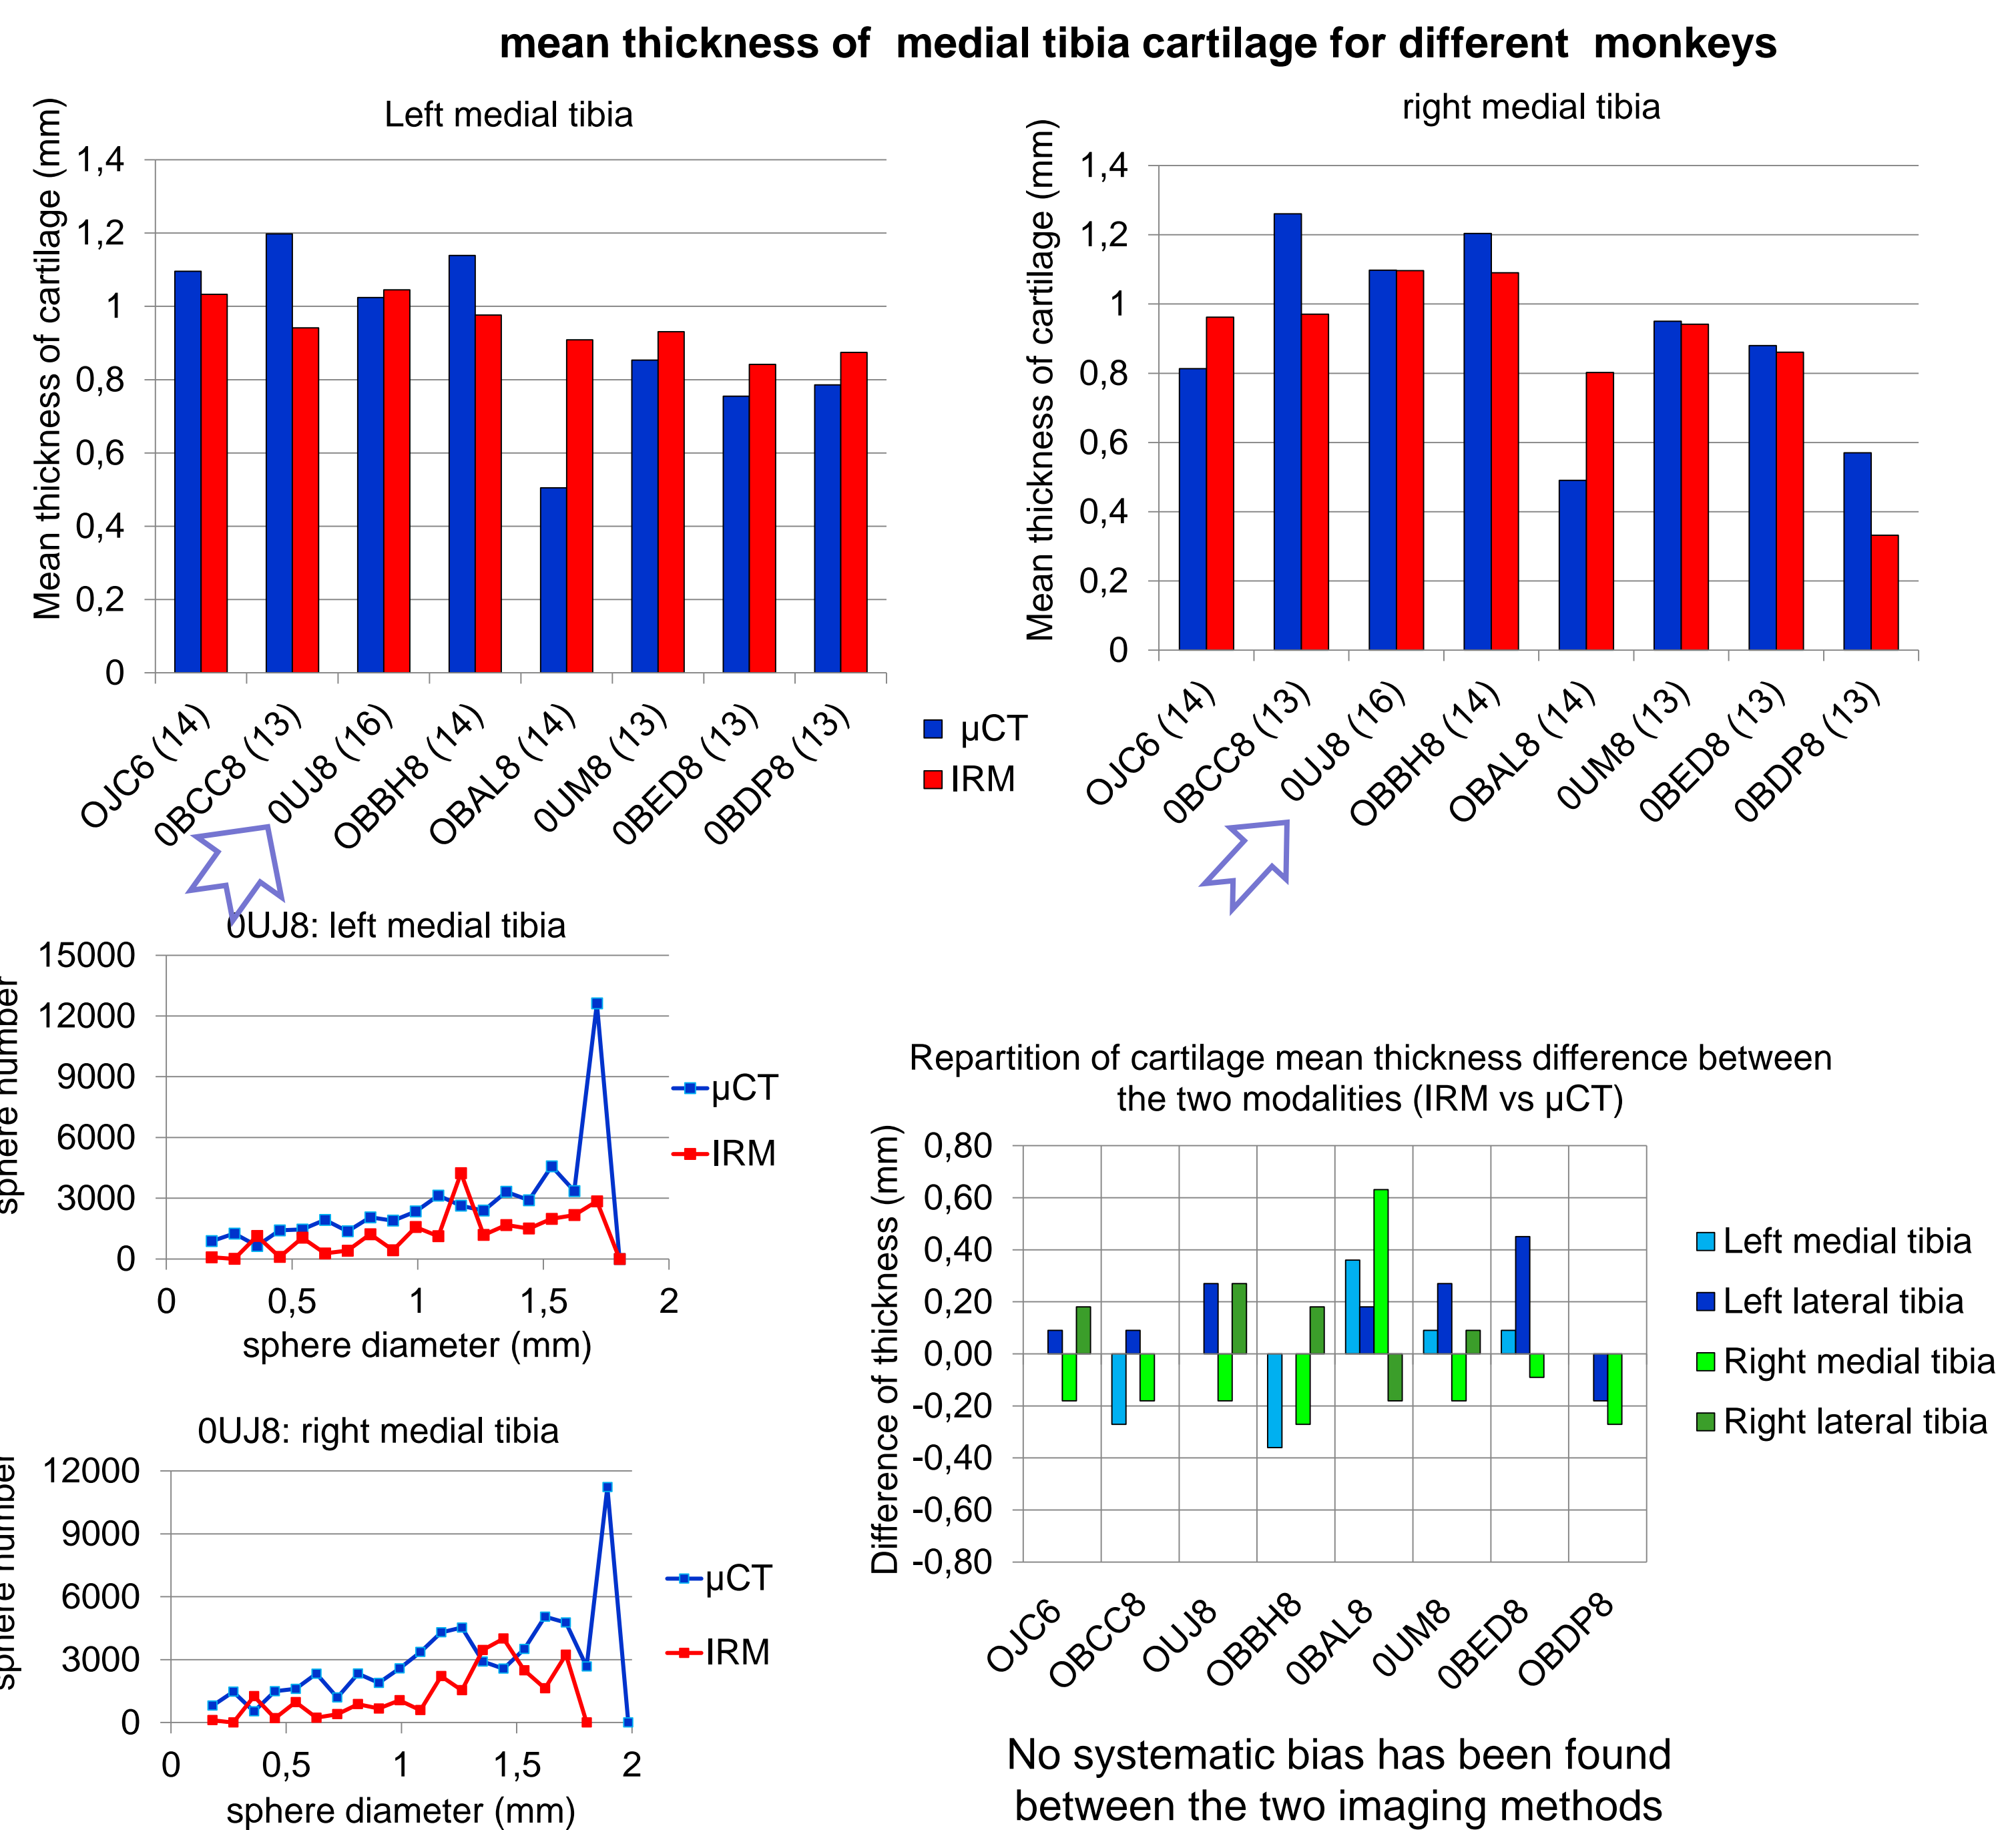 mean thickness of medial tibia cartilage for different monkeys
Left medial tibia
Mean thickness of cartilage (mm)
1,4
1,2
1
0,8
0,6
0,4
0,2
0
OJC6 (14)
0BCC8 (13)
0UJ8 (16)
OBBH8 (14)
OBAL8 (14)
0UM8 (13)
0BED8 (13)
0BDP8 (13)
µCT
IRM
right medial tibia
Mean thickness of cartilage (mm)
1,4
1,2
1
0,8
0,6
0,4
0,2
0
OJC6 (14)
0BCC8 (13)
0UJ8 (16)
OBBH8 (14)
OBAL8 (14)
0UM8 (13)
0BED8 (13)
0BDP8 (13)
0UJ8: left medial tibia
sphere number
15000
12000
9000
6000
3000
0
0 0,5 1 1,5 2
sphere diameter (mm)
µCT
IRM
0UJ8: right medial tibia
sphere number
12000
9000
6000
3000
0
0 0,5 1 1,5 2
sphere diameter (mm)
µCT
IRM
Repartition of cartilage mean thickness difference between
the two modalities (IRM vs µCT)
Difference of thickness (mm)
0,80
0,60
0,40
0,20
0,00
-0,20
-0,40
-0,60
-0,80
OJC6
OBCC8
OUJ8
OBBH8
0BAL8
0UM8
0BED8
OBDP8
Left medial tibia
Left lateral tibia
Right medial tibia
Right lateral tibia
No systematic bias has been found
between the two imaging methods